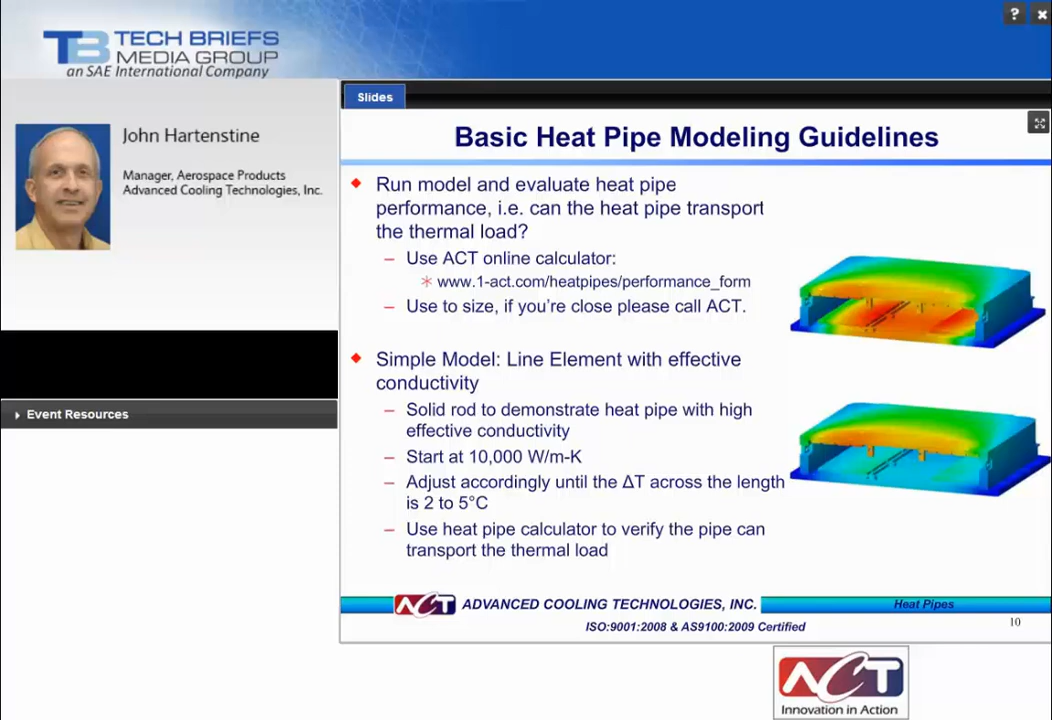 ? ×
TB TECH BRIEFS
MEDIA GROUP
an SAE International Company
John Hartenstine
Manager, Aerospace Products
Advanced Cooling Technologies, Inc.
Event Resources
Slides
Basic Heat Pipe Modeling Guidelines
Run model and evaluate heat pipe
performance, i.e. can the heat pipe transport
the thermal load?
– Use ACT online calculator:
www.1-act.com/heatpipes/performance_form
– Use to size, if you're close please call ACT.
Simple Model: Line Element with effective
conductivity
– Solid rod to demonstrate heat pipe with high
effective conductivity
– Start at 10,000 W/m-K
– Adjust accordingly until the ΔT across the length
is 2 to 5°C
– Use heat pipe calculator to verify the pipe can
transport the thermal load
ACT ADVANCED COOLING TECHNOLOGIES, INC. Heat Pipes
ISO:9001:2008 & AS9100:2009 Certified 10
ACT
Innovation in Action